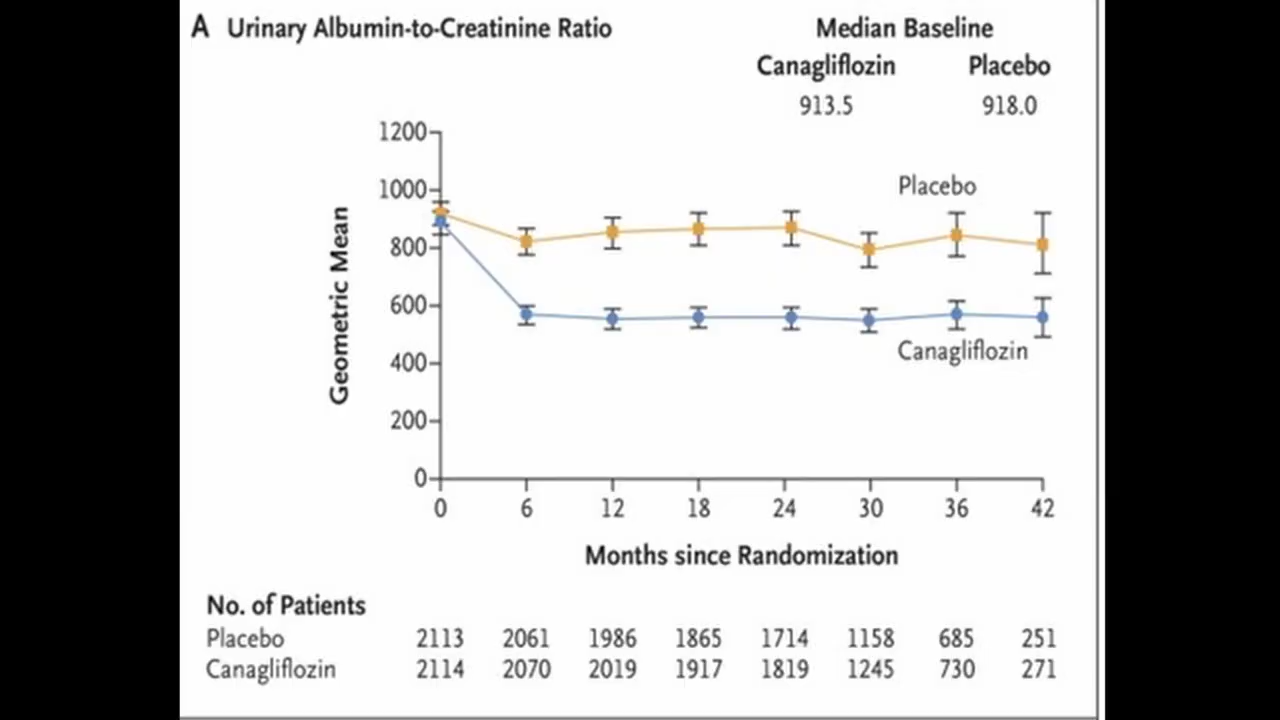 A Urinary Albumin-to-Creatinine Ratio
Median Baseline
Canagliflozin Placebo
913.5 918.0
1200
1000
800
600
400
200
0
Geometric Mean
Placebo
Canagliflozin
0 6 12 18 24 30 36 42
Months since Randomization
No. of Patients
Placebo 2113 2061 1986 1865 1714 1158 685 251
Canagliflozin 2114 2070 2019 1917 1819 1245 730 271